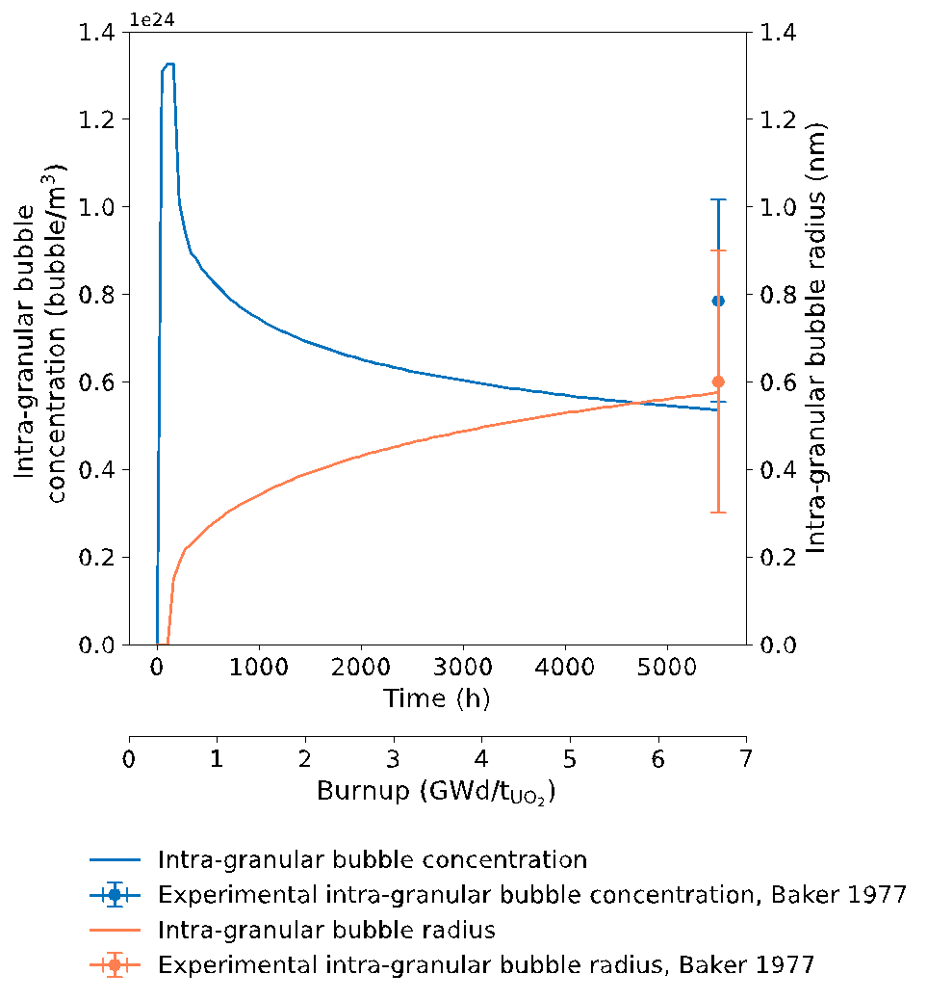 1e24
1.4
1.2
1.0
0.8
0.6
0.4
0.2
0.0
Intra-granular bubble
concentration (bubble/m³)
1.4
1.2
1.0
0.8
0.6
0.4
0.2
0.0
Intra-granular bubble radius (nm)
0 1000 2000 3000 4000 5000
Time (h)
0 1 2 3 4 5 6 7
Burnup (GWd/t_UO₂)
Intra-granular bubble concentration
Experimental intra-granular bubble concentration, Baker 1977
Intra-granular bubble radius
Experimental intra-granular bubble radius, Baker 1977